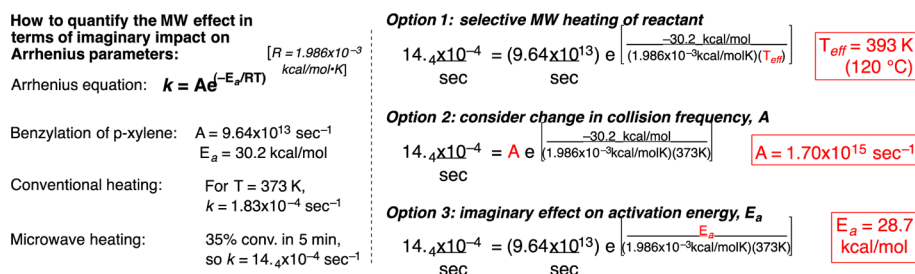 How to quantify the MW effect in
terms of imaginary impact on
Arrhenius parameters:
[R = 1.986x10⁻³
kcal/mol•K]
Arrhenius equation: k = Ae^(–Eₐ/RT)
Benzylation of p-xylene: A = 9.64x10¹³ sec⁻¹
Eₐ = 30.2 kcal/mol
Conventional heating: For T = 373 K,
k = 1.83x10⁻⁴ sec⁻¹
Microwave heating: 35% conv. in 5 min,
so k = 14.₄x10⁻⁴ sec⁻¹
Option 1: selective MW heating of reactant
–30.2 kcal/mol
14.₄x10⁻⁴ = (9.64x10¹³) e
(1.986x10⁻³kcal/molK)(T_eff)
sec sec
T_eff = 393 K
(120 °C)
Option 2: consider change in collision frequency, A
–30.2 kcal/mol
14.₄x10⁻⁴ = A e
(1.986x10⁻³kcal/molK)(373K)
sec
A = 1.70x10¹⁵ sec⁻¹
Option 3: imaginary effect on activation energy, Eₐ
Eₐ
14.₄x10⁻⁴ = (9.64x10¹³) e
(1.986x10⁻³kcal/molK)(373K)
sec sec
Eₐ = 28.7
kcal/mol